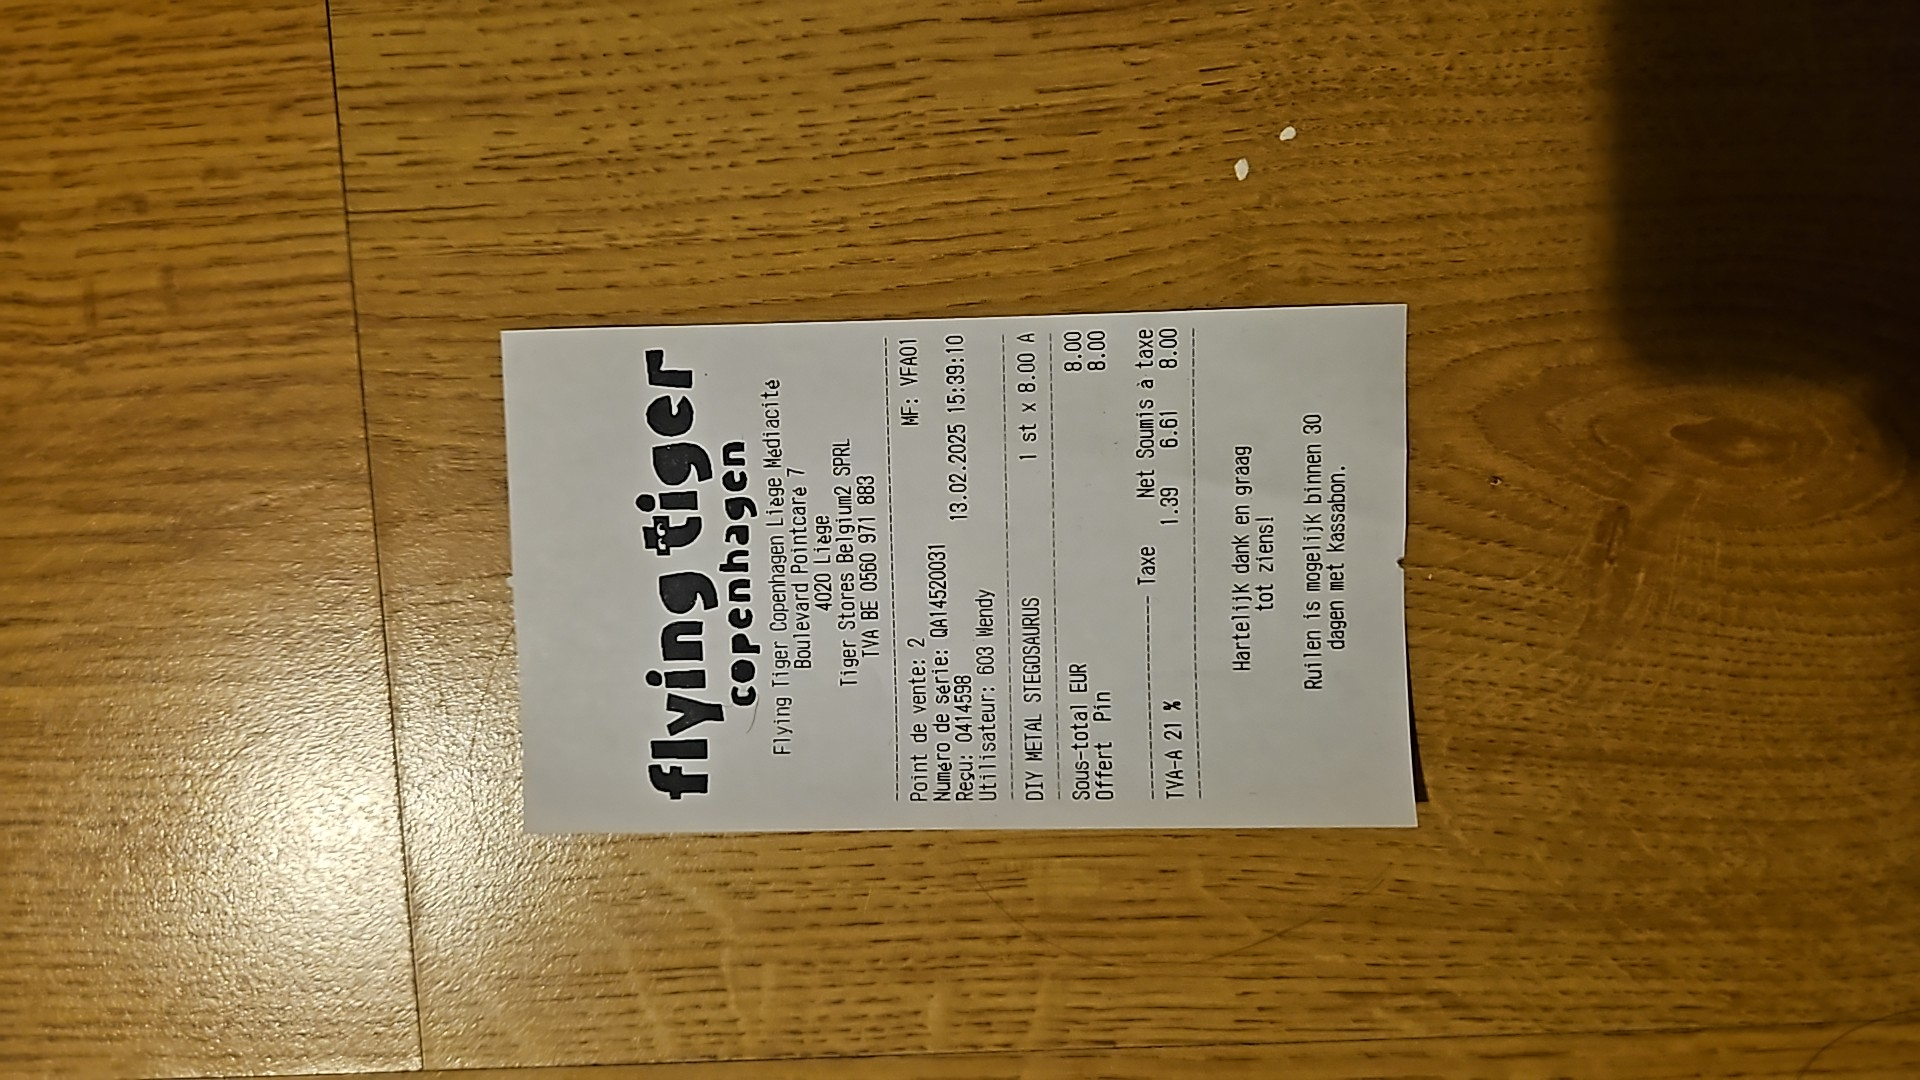 flying tiger
copenhagen
Flying Tiger Copenhagen Liège Médiacité
Boulevard Pointcaré 7
4020 Liège
Tiger Stores Belgium2 SPRL
TVA BE 0560 971 883
Point de vente: 2 MF: VFA01
Numéro de série: QA14520031
Reçu: 0414598 13.02.2025 15:39:10
Utilisateur: 603 Wendy
DIY METAL STEGOSAURUS 1 st x 8.00 A
Sous-total EUR 8.00
Offert Pin 8.00
Taxe Net Soumis à taxe
TVA-A 21 % 1.39 6.61 8.00
Hartelijk dank en graag
tot ziens!
Ruilen is mogelijk binnen 30
dagen met kassabon.